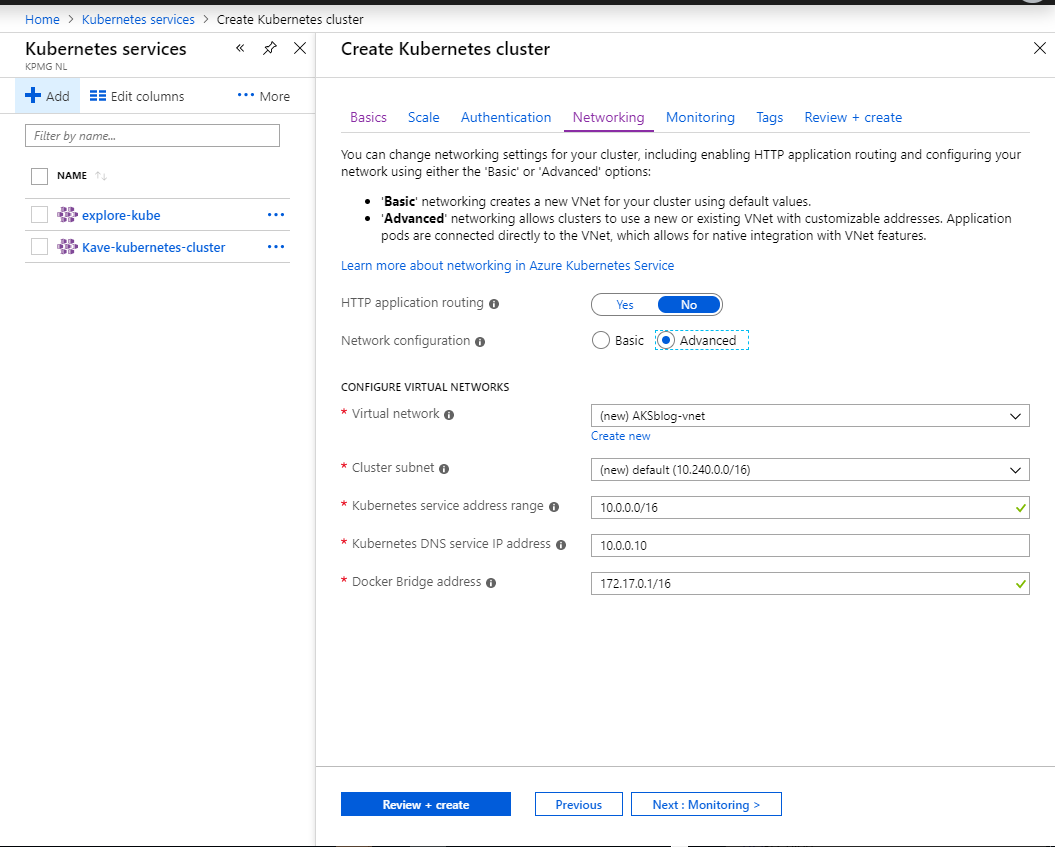 Home > Kubernetes services > Create Kubernetes cluster
Kubernetes services
KPMG NL
Add Edit columns More
Filter by name...
NAME
explore-kube
Kave-kubernetes-cluster
Create Kubernetes cluster
Basics Scale Authentication Networking Monitoring Tags Review + create
You can change networking settings for your cluster, including enabling HTTP application routing and configuring your
network using either the 'Basic' or 'Advanced' options:
• 'Basic' networking creates a new VNet for your cluster using default values.
• 'Advanced' networking allows clusters to use a new or existing VNet with customizable addresses. Application
pods are connected directly to the VNet, which allows for native integration with VNet features.
Learn more about networking in Azure Kubernetes Service
HTTP application routing Yes No
Network configuration Basic Advanced
CONFIGURE VIRTUAL NETWORKS
* Virtual network (new) AKSblog-vnet
Create new
* Cluster subnet (new) default (10.240.0.0/16)
* Kubernetes service address range 10.0.0.0/16
* Kubernetes DNS service IP address 10.0.0.10
* Docker Bridge address 172.17.0.1/16
Review + create Previous Next : Monitoring >